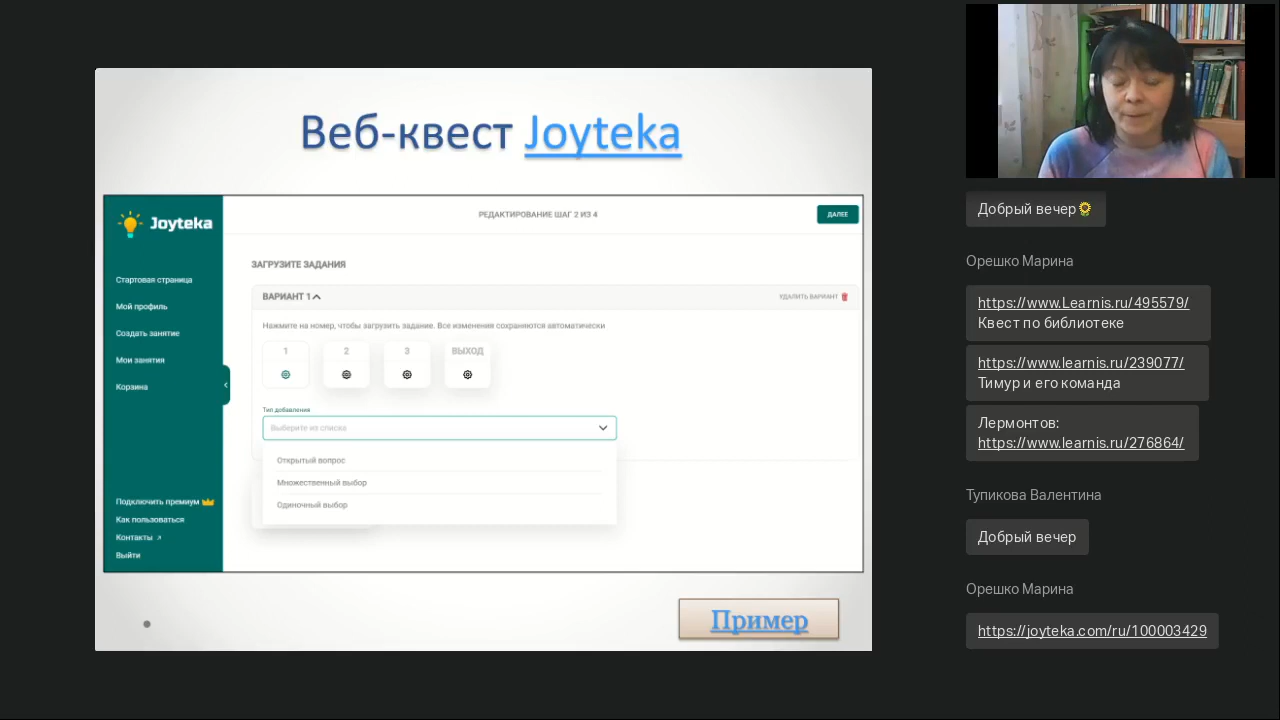 Веб-квест Joyteka
Joyteka
РЕДАКТИРОВАНИЕ ШАГ 2 ИЗ 4
ДАЛЕЕ
Стартовая страница
Мой профиль
Создать занятие
Мои занятия
Корзина
Подключить премиум
Как пользоваться
Контакты
Выйти
ЗАГРУЗИТЕ ЗАДАНИЯ
ВАРИАНТ 1
УДАЛИТЬ ВАРИАНТ
Нажмите на номер, чтобы загрузить задание. Все изменения сохраняются автоматически
1 2 3 ВЫХОД
Тип добавления
Выберите из списка
Открытый вопрос
Множественный выбор
Одиночный выбор
Пример
Добрый вечер🌻
Орешко Марина
https://www.Learnis.ru/495579/
Квест по библиотеке
https://www.learnis.ru/239077/
Тимур и его команда
Лермонтов:
https://www.learnis.ru/276864/
Тупикова Валентина
Добрый вечер
Орешко Марина
https://joyteka.com/ru/100003429